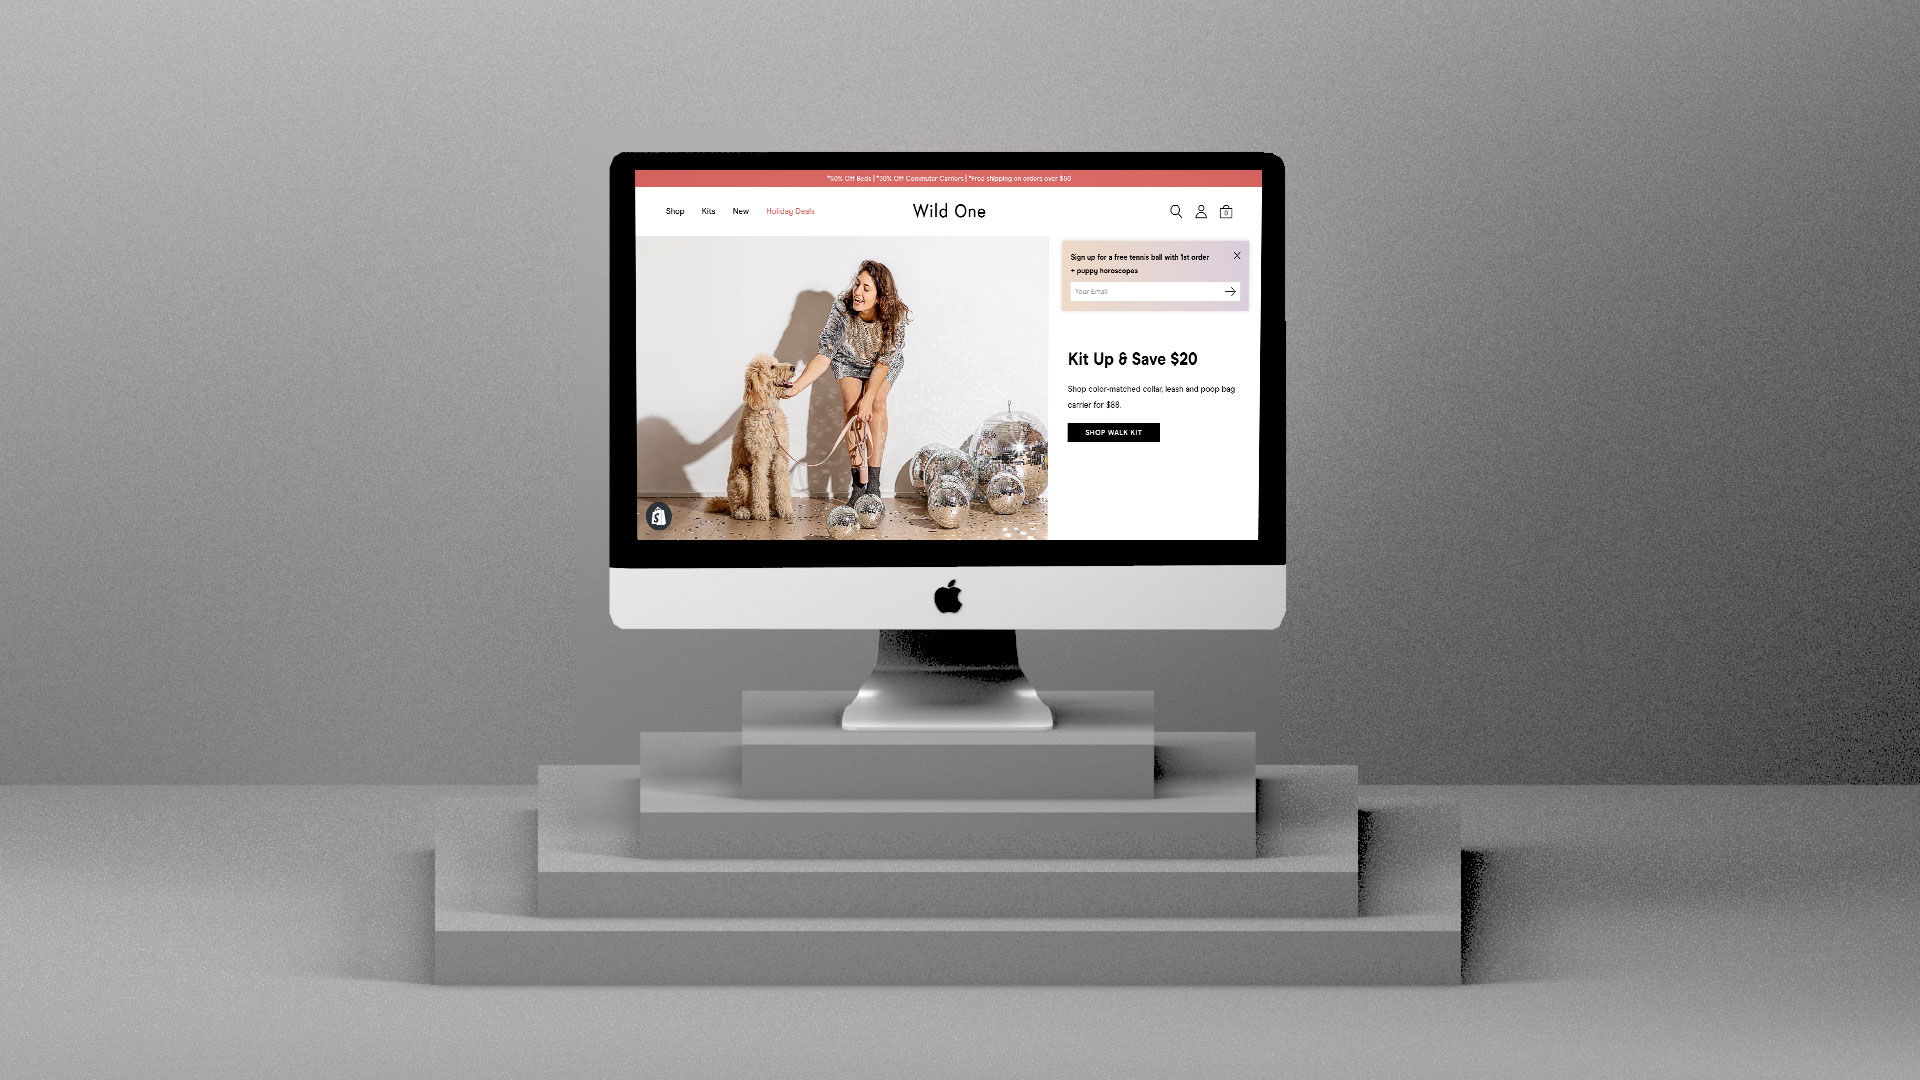 *50% Off Beds | *30% Off Commuter Carriers | *Free shipping on orders over $50
Shop Kits New Holiday Deals
Wild One
0
Sign up for a free tennis ball with 1st order
+ puppy horoscopes
Your Email
Kit Up & Save $20
Shop color-matched collar, leash and poop bag
carrier for $88.
SHOP WALK KIT